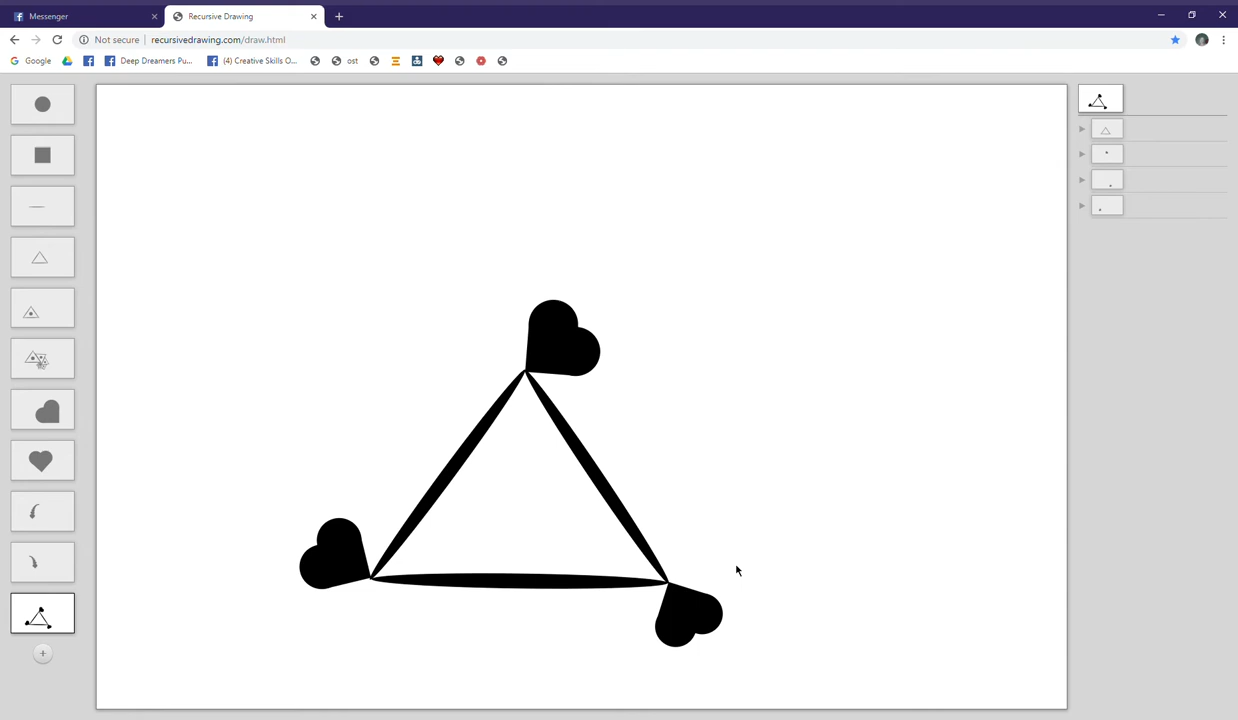 Messenger
Recursive Drawing
Not secure | recursivedrawing.com/draw.html
Google
Deep Dreamers Pu...
(4) Creative Skills O...
ost